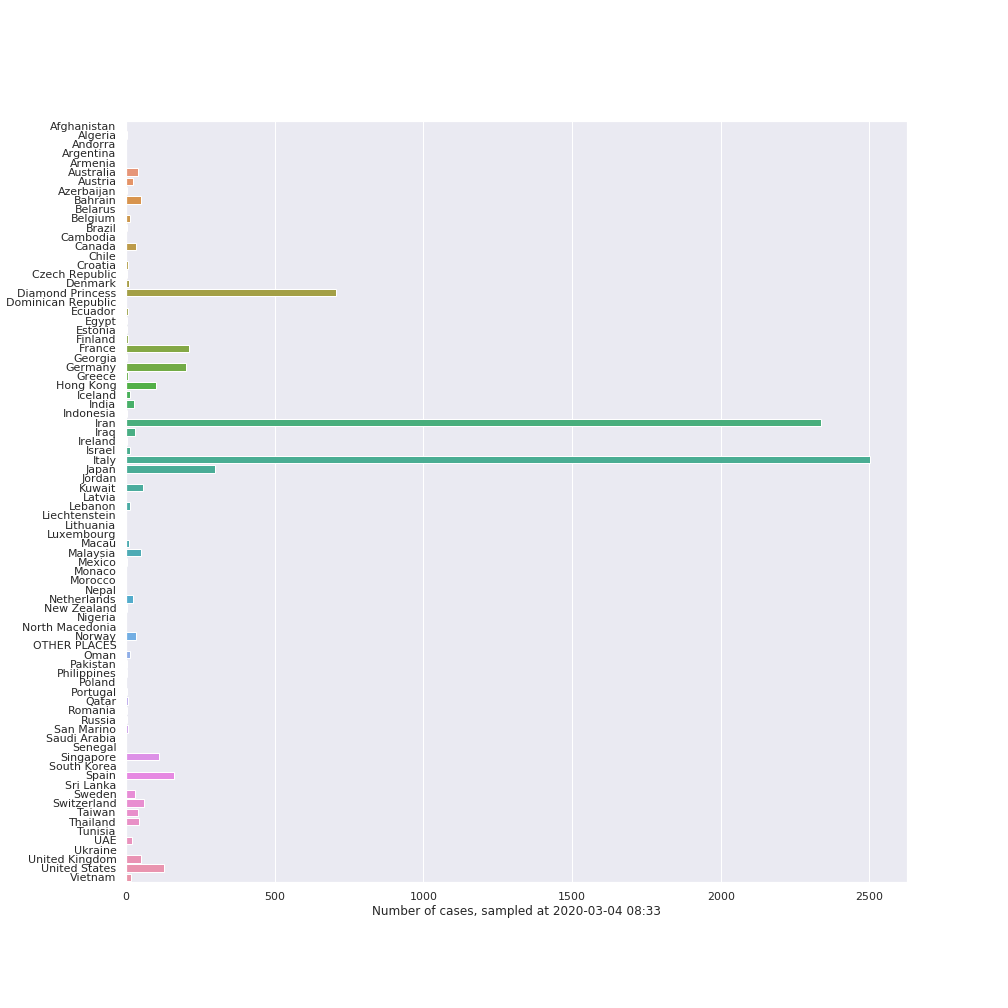 Afghanistan
Algeria
Andorra
Argentina
Armenia
Australia
Austria
Azerbaijan
Bahrain
Belarus
Belgium
Brazil
Cambodia
Canada
Chile
Croatia
Czech Republic
Denmark
Diamond Princess
Dominican Republic
Ecuador
Egypt
Estonia
Finland
France
Georgia
Germany
Greece
Hong Kong
Iceland
India
Indonesia
Iran
Iraq
Ireland
Israel
Italy
Japan
Jordan
Kuwait
Latvia
Lebanon
Liechtenstein
Lithuania
Luxembourg
Macau
Malaysia
Mexico
Monaco
Morocco
Nepal
Netherlands
New Zealand
Nigeria
North Macedonia
Norway
OTHER PLACES
Oman
Pakistan
Philippines
Poland
Portugal
Qatar
Romania
Russia
San Marino
Saudi Arabia
Senegal
Singapore
South Korea
Spain
Sri Lanka
Sweden
Switzerland
Taiwan
Thailand
Tunisia
UAE
Ukraine
United Kingdom
United States
Vietnam
0 500 1000 1500 2000 2500
Number of cases, sampled at 2020-03-04 08:33